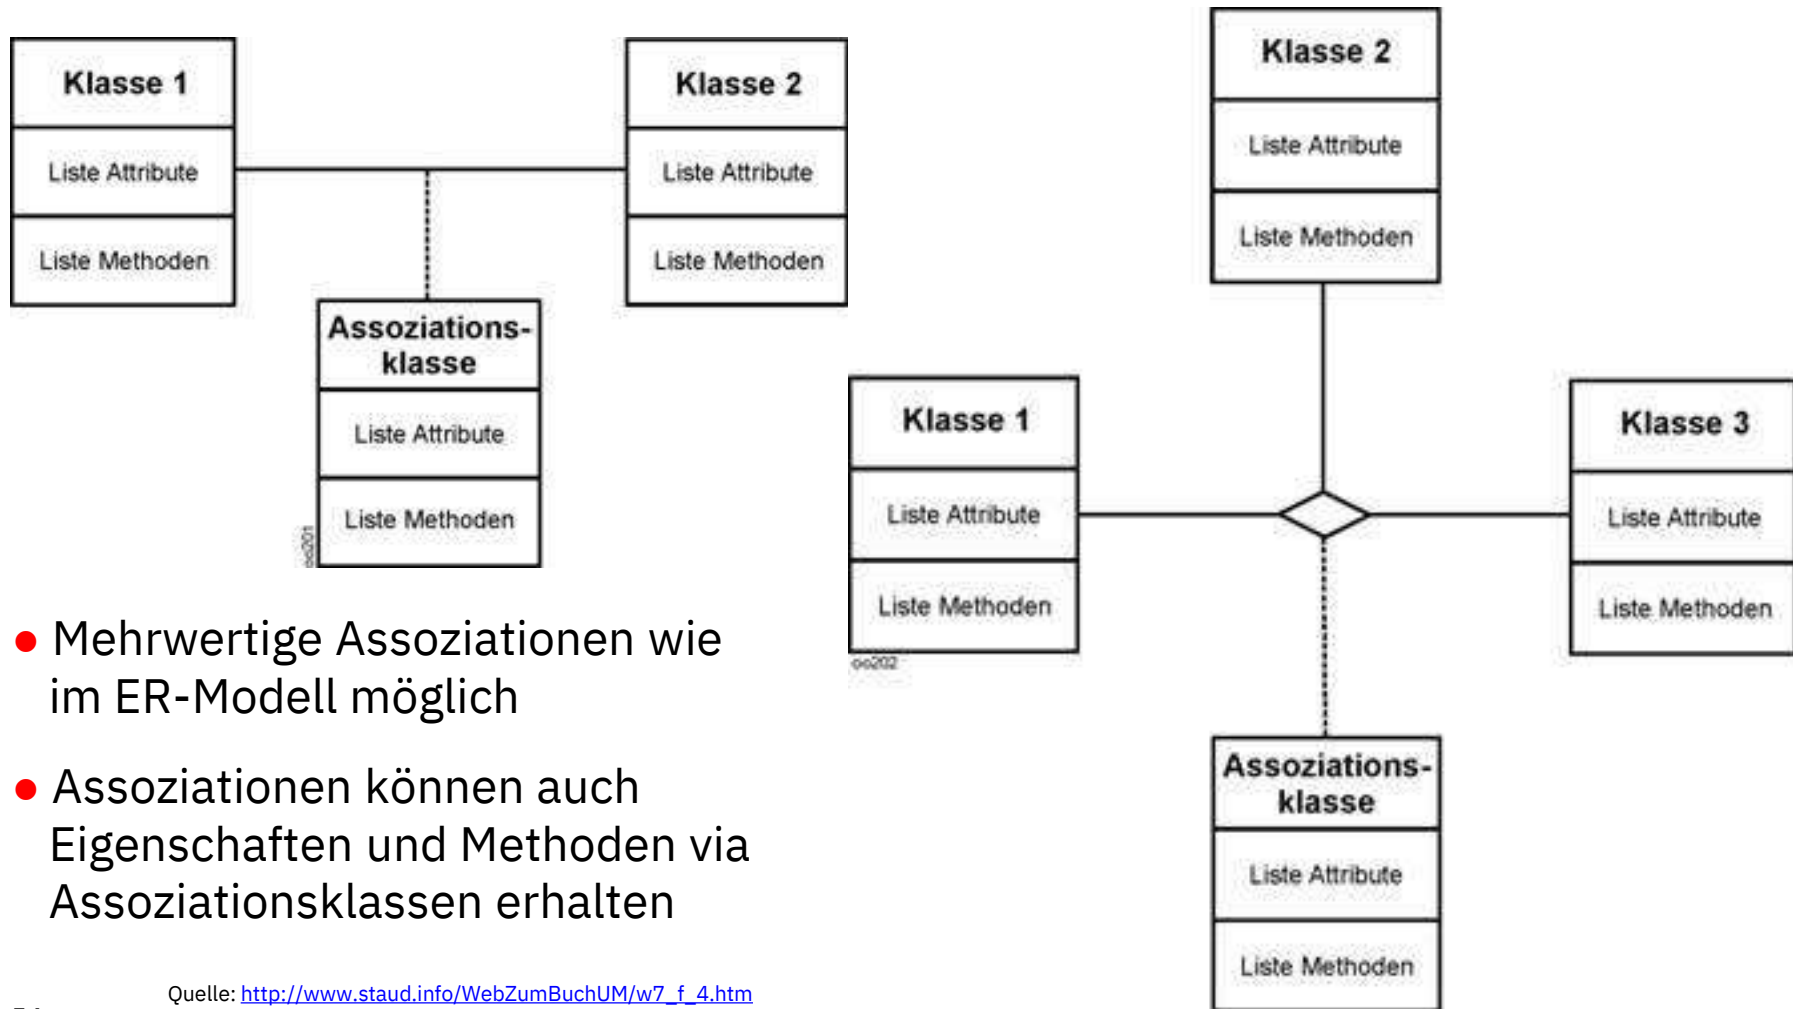 Klasse 1
Liste Attribute
Liste Methoden
Klasse 2
Liste Attribute
Liste Methoden
Assoziations-
klasse
Liste Attribute
Liste Methoden
oo201
Klasse 2
Liste Attribute
Liste Methoden
Klasse 1
Liste Attribute
Liste Methoden
oo202
Klasse 3
Liste Attribute
Liste Methoden
Assoziations-
klasse
Liste Attribute
Liste Methoden
● Mehrwertige Assoziationen wie
im ER-Modell möglich
● Assoziationen können auch
Eigenschaften und Methoden via
Assoziationsklassen erhalten
Quelle: http://www.staud.info/WebZumBuchUM/w7_f_4.htm